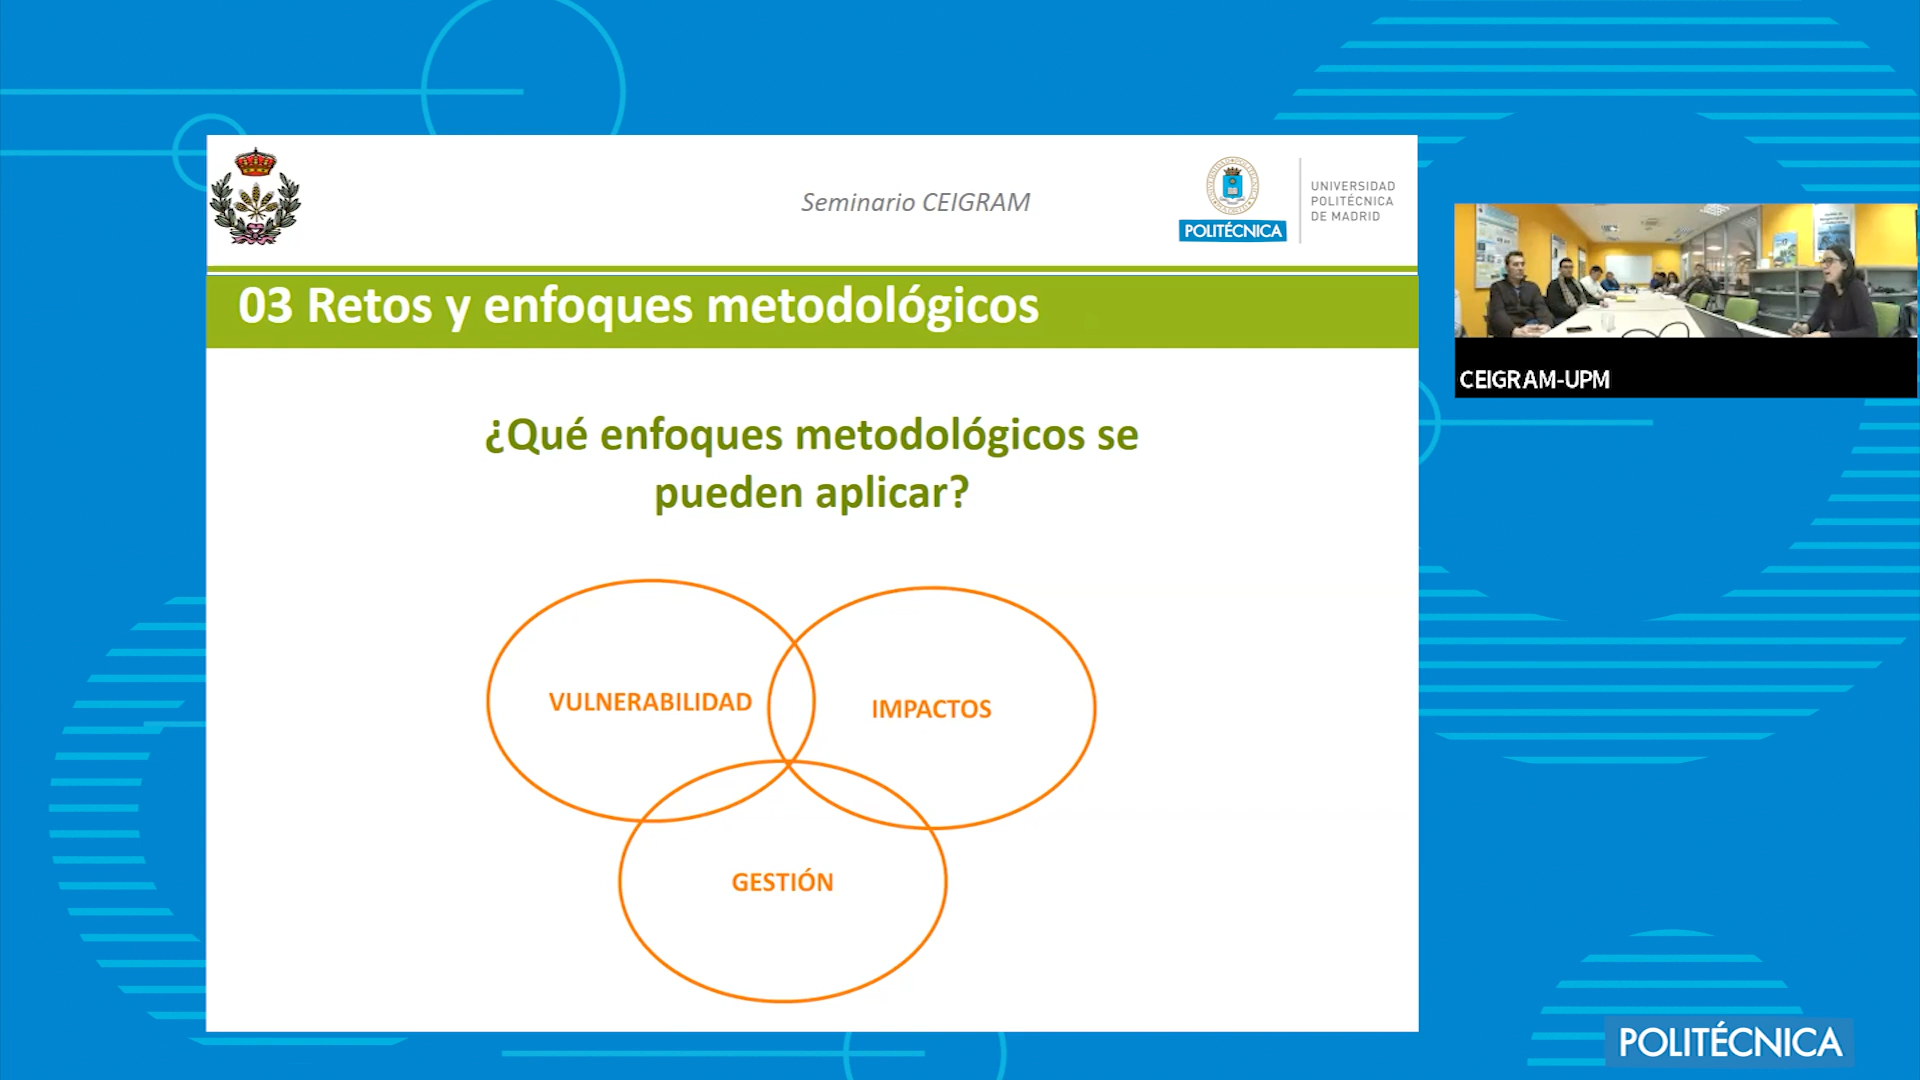 Seminario CEIGRAM
POLITÉCNICA
UNIVERSIDAD
POLITÉCNICA
DE MADRID
03 Retos y enfoques metodológicos
CEIGRAM-UPM
¿Qué enfoques metodológicos se
pueden aplicar?
VULNERABILIDAD
IMPACTOS
GESTIÓN
POLITÉCNICA